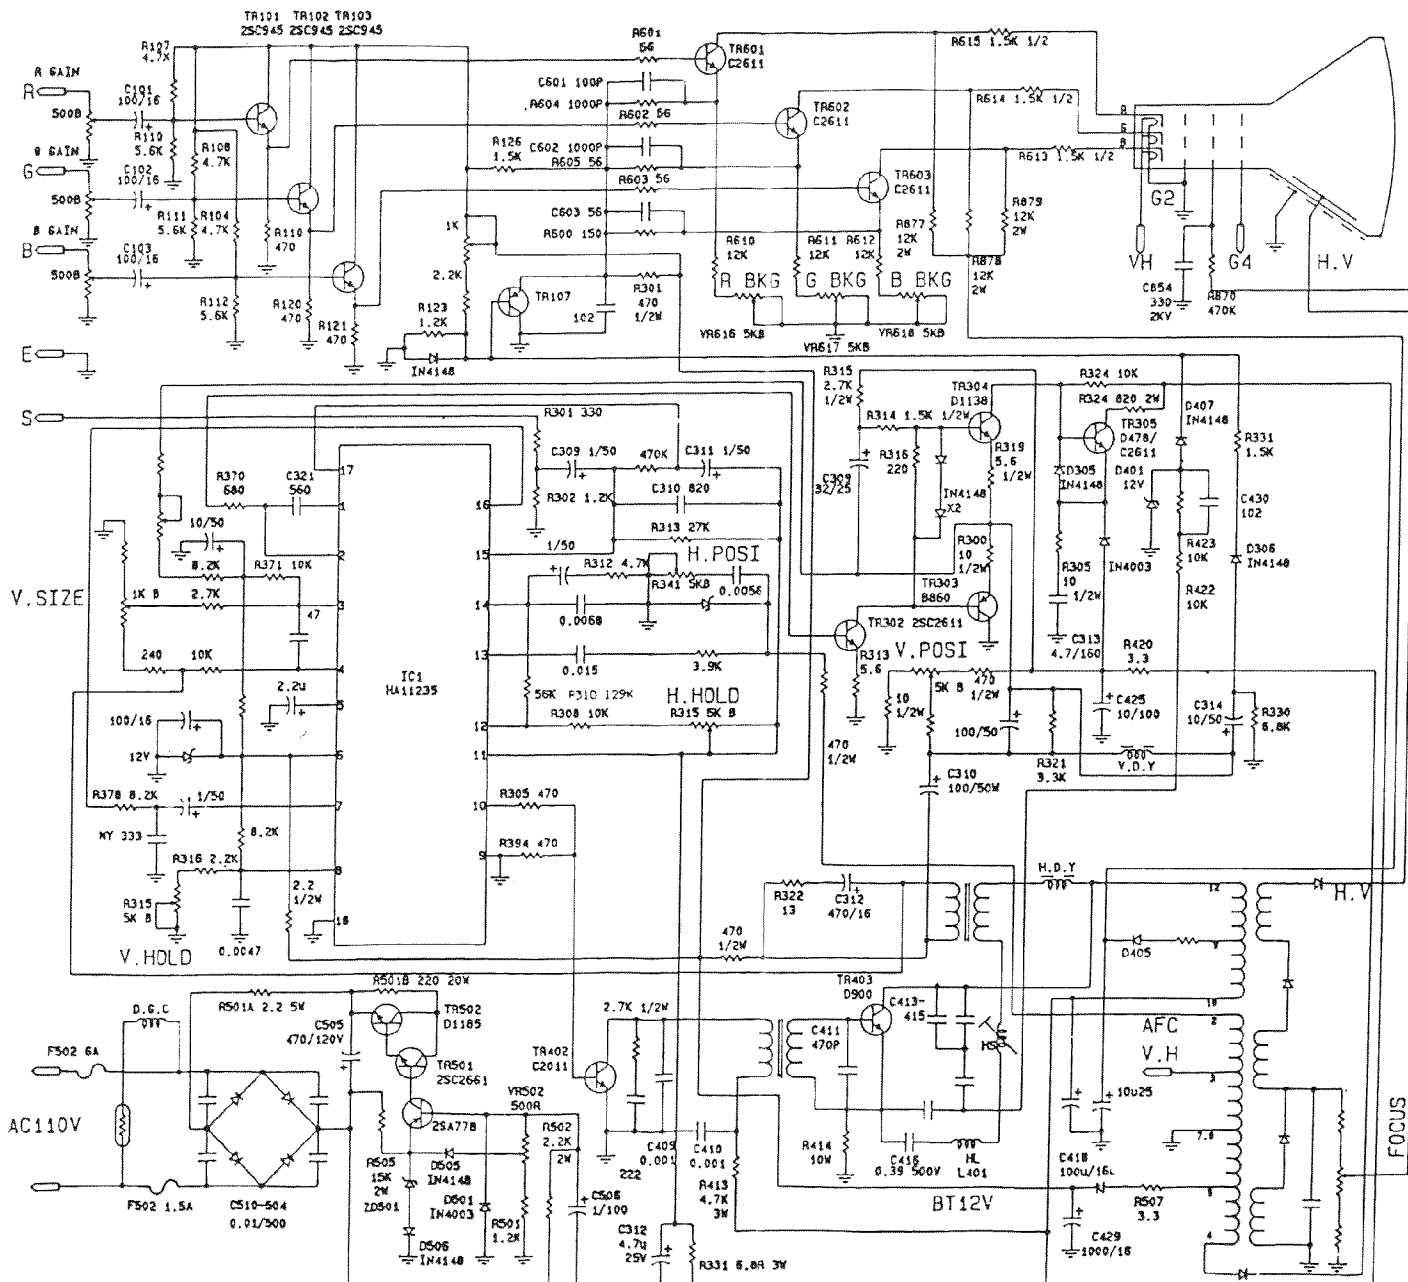 TR101 TR102 TR103
2SC945 2SC945 2SC945
R107
4.7K
R GAIN
R
500B
C101
100/16
R110
5.6K
G GAIN
G
500B
C102
100/16
R108
4.7K
R111
5.6K
R104
4.7K
B GAIN
B
500B
C103
100/16
R110
470
R112
5.6K
R120
470
R121
470
E
S
R126
1.5K
1K
2.2K
R123
1.2K
IN4148
TR107
102
R301
470
1/2W
R601
56
C601 100P
R604 1000P
R602 56
C602 1000P
R605 56
R603 56
C603 56
R600 150
TR601
C2611
TR602
C2611
TR603
C2611
R610
12K
R611
12K
R612
12K
R BKG
G BKG
B BKG
VR616 5KB
VR617 5KB
VR618 5KB
R877
12K
2W
R878
12K
2W
R879
12K
2W
R615 1.5K 1/2
R614 1.5K 1/2
R613 1.5K 1/2
R
G
B
G2
VH
G4
H.V
C854
330
2KV
R870
470K
V.SIZE
1K B
240
10K
R370
680
C321
560
10/50
8.2K
R371 10K
2.7K
47
2.2u
100/16
12V
R378 8.2K
1/50
MY 333
8.2K
R316 2.2K
R315
5K B
V.HOLD
0.0047
2.2
1/2W
IC1
HA11235
17
1
2
3
4
5
6
7
8
18
16
15
14
13
12
11
10
9
R301 330
C309 1/50
R302 1.2K
470K
C311 1/50
C310 820
R313 27K
H.POSI
1/50
R312 4.7K
R341 5KB
0.0056
0.0068
0.015
3.9K
56K
R310 129K
R308 10K
H.HOLD
R315 5K B
R305 470
R394 470
R315
2.7K
1/2W
R314 1.5K 1/2W
TR304
D1138
C309
32/25
R316
220
IN4148
X2
R319
5.6
1/2W
R300
10
1/2W
TR303
B860
TR302 2SC2611
R313
5.6
V.POSI
5K B
470
1/2W
10
1/2W
470
1/2W
R324 10K
R324 820 2W
TR305
D478/
C2611
D305
IN4148
R305
10
1/2W
IN4003
C313
4.7/160
R420
3.3
C425
10/100
100/50
R321
3.3K
C310
100/50W
V.D.Y
D407
IN4148
D401
12V
R331
1.5K
C430
102
R423
10K
R422
10K
D306
IN4148
C314
10/50
R330
6.8K
R322
13
C312
470/16
470
1/2W
H.D.Y
H.V
12
9
10
2
3
7.8
4
D405
AFC
V.H
10u25
C418
100u/16
R507
3.3
C429
1000/16
FOCUS
BT12V
TR403
D900
C413-
415
HS
C411
470P
R414
10W
C416
0.39 500V
HL
L401
2.7K 1/2W
TR402
C2011
222
C409
0.001
C410
0.001
R413
4.7K
3W
R331 6.8R 3W
C312
4.7u
25V
C506
1/100
R502
2.2K
2W
VR502
500R
R501
1.2K
D501
IN4003
D505
IN4148
D506
IN4148
ZD501
R505
15K
2W
2SA778
TR501
2SC2661
TR502
D1185
R501B 220 20W
R501A 2.2 5W
C505
470/120V
D.G.C
F502 6A
AC110V
F502 1.5A
C510-504
0.01/500